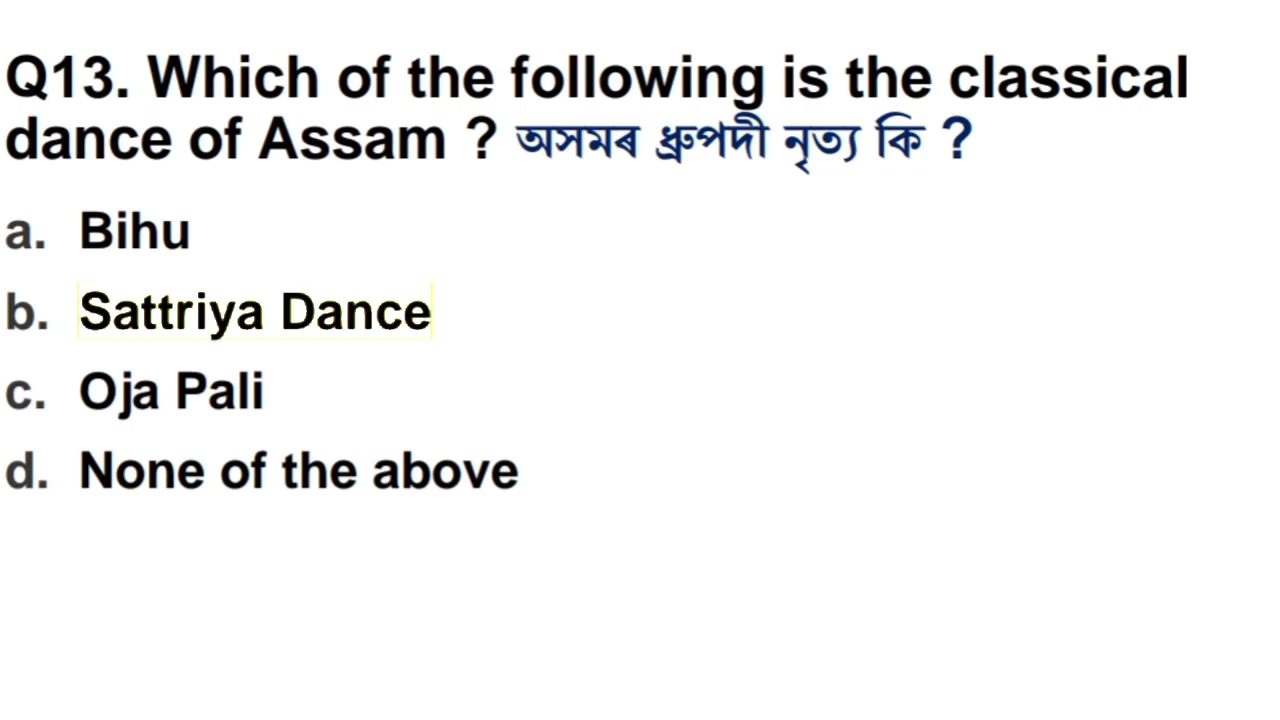 Q13. Which of the following is the classical
dance of Assam ? অসমৰ ধ্ৰুপদী নৃত্য কি ?
a. Bihu
b. Sattriya Dance
c. Oja Pali
d. None of the above